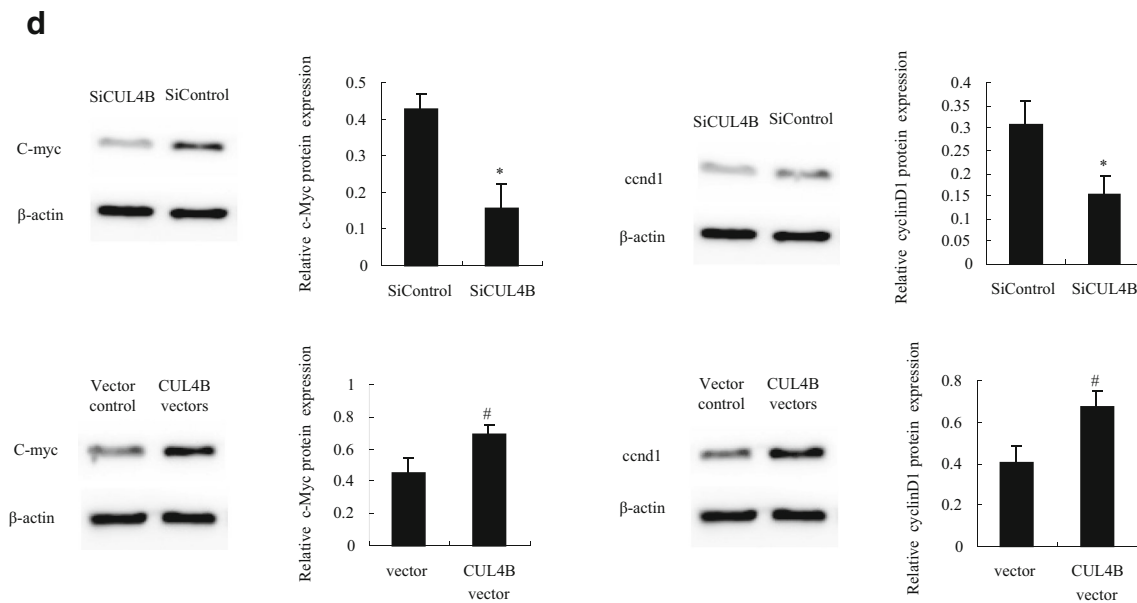 d
SiCUL4B SiControl
C-myc
β-actin
Relative c-Myc protein expression
0.5
0.4
0.3
0.2
0.1
0
*
SiControl SiCUL4B
SiCUL4B SiControl
ccnd1
β-actin
Relative cyclinD1 protein expression
0.4
0.35
0.3
0.25
0.2
0.15
0.1
0.05
0
*
SiControl SiCUL4B
Vector CUL4B
control vectors
C-myc
β-actin
Relative c-Myc protein expression
1
0.8
0.6
0.4
0.2
0
#
vector CUL4B
vector
Vector CUL4B
control vectors
ccnd1
β-actin
Relative cyclinD1 protein expression
0.8
0.6
0.4
0.2
0
#
vector CUL4B
vector